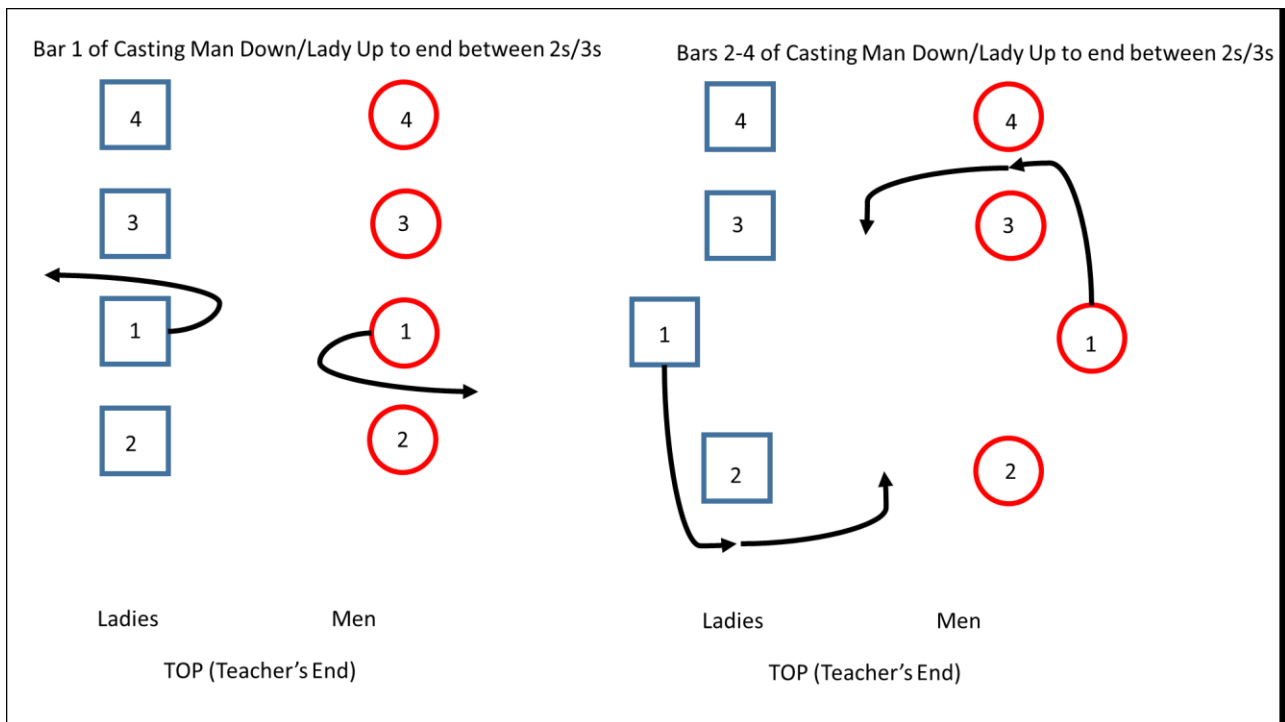 Bar 1 of Casting Man Down/Lady Up to end between 2s/3s
4 4
3 3
1 1
2 2
Ladies Men
TOP (Teacher's End)
Bars 2-4 of Casting Man Down/Lady Up to end between 2s/3s
4 4
3 3
1 1
2 2
Ladies Men
TOP (Teacher's End)